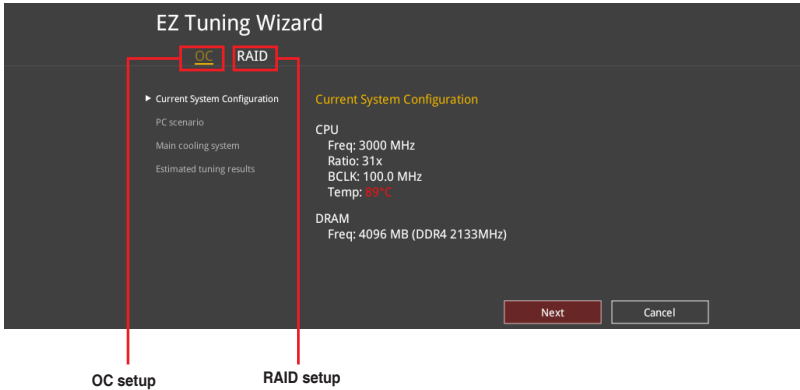 EZ Tuning Wizard
OC RAID
Current System Configuration
PC scenario
Main cooling system
Estimated tuning results
Current System Configuration
CPU
Freq: 3000 MHz
Ratio: 31x
BCLK: 100.0 MHz
Temp: 89°C
DRAM
Freq: 4096 MB (DDR4 2133MHz)
Next Cancel
OC setup RAID setup